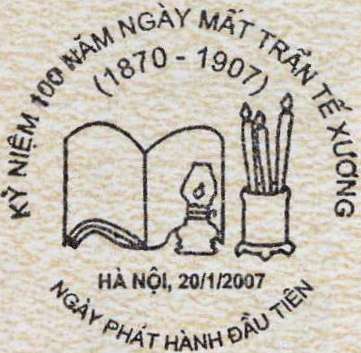 KỶ NIỆM 100 NĂM NGÀY MẤT TRẦN TẾ XƯƠNG
(1870 - 1907)
HÀ NỘI, 20/1/2007
NGÀY PHÁT HÀNH ĐẦU TIÊN